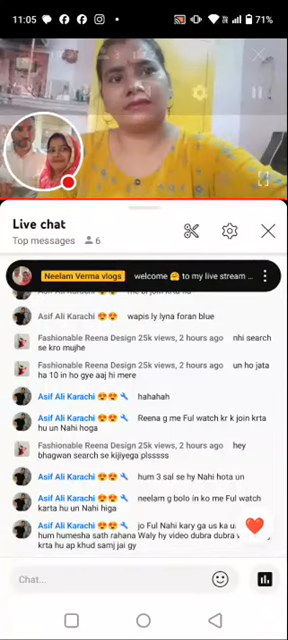 11:05
71%
Live chat
Top messages 6
Neelam Verma vlogs welcome 🤗 to my live stream ..
Asif Ali Karachi 😍😍 wapis ly lyna foran blue
Fashionable Reena Design 25k views, 2 hours ago nhi search
se kro mujhe
Fashionable Reena Design 25k views, 2 hours ago un ho jata
ha 10 in ho gye aaj hi mere
Asif Ali Karachi 😍😍 hahahah
Asif Ali Karachi 😍😍 Reena g me Ful watch kr k join krta
hu un Nahi hoga
Fashionable Reena Design 25k views, 2 hours ago hey
bhagwan search se kijiyega plsssss
Asif Ali Karachi 😍😍 hum 3 sal se hy Nahi hota un
Asif Ali Karachi 😍😍 neelam g bolo in ko me Ful watch
karta hu un Nahi higa
Asif Ali Karachi 😍😍 jo Ful Nahi kary ga us ka u
hum humesha sath rahana Waly hy video dubra dubra
krta hu ap khud samj jai gy
Chat...